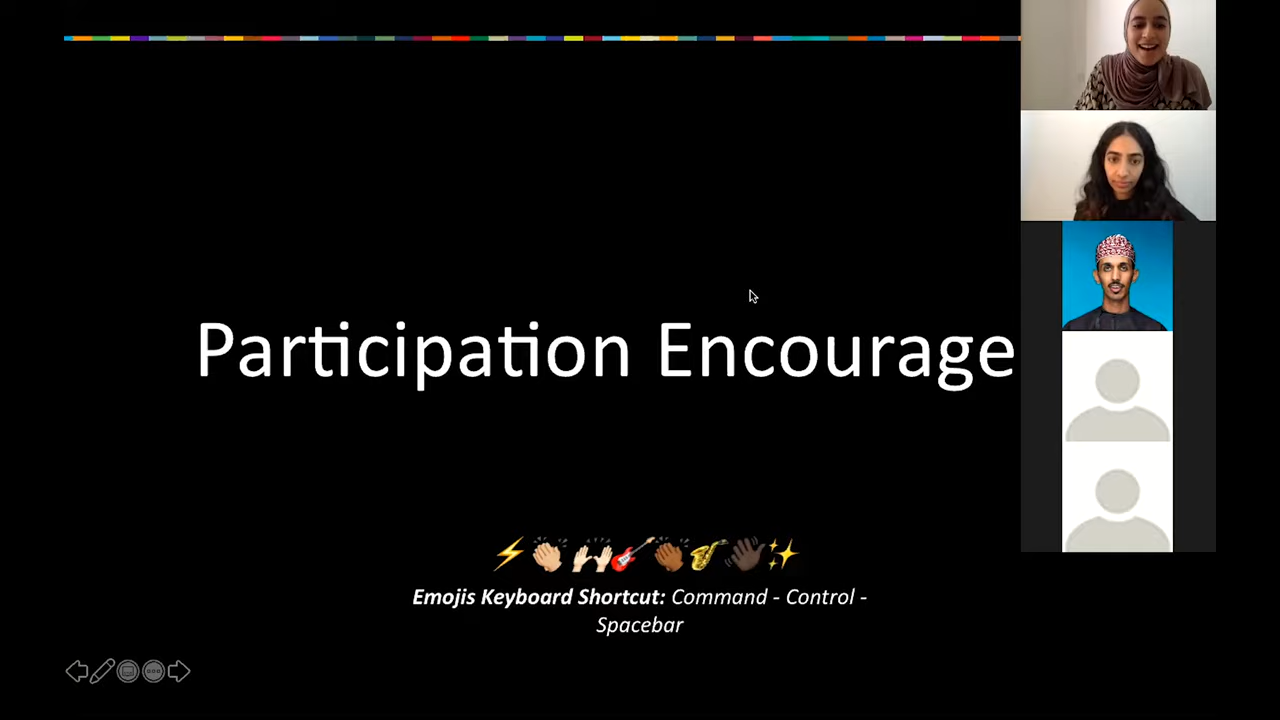 Participation Encourage
⚡👏🏼🙌🏻🎸👏🏾🎷👋🏿✨
Emojis Keyboard Shortcut: Command - Control -
Spacebar